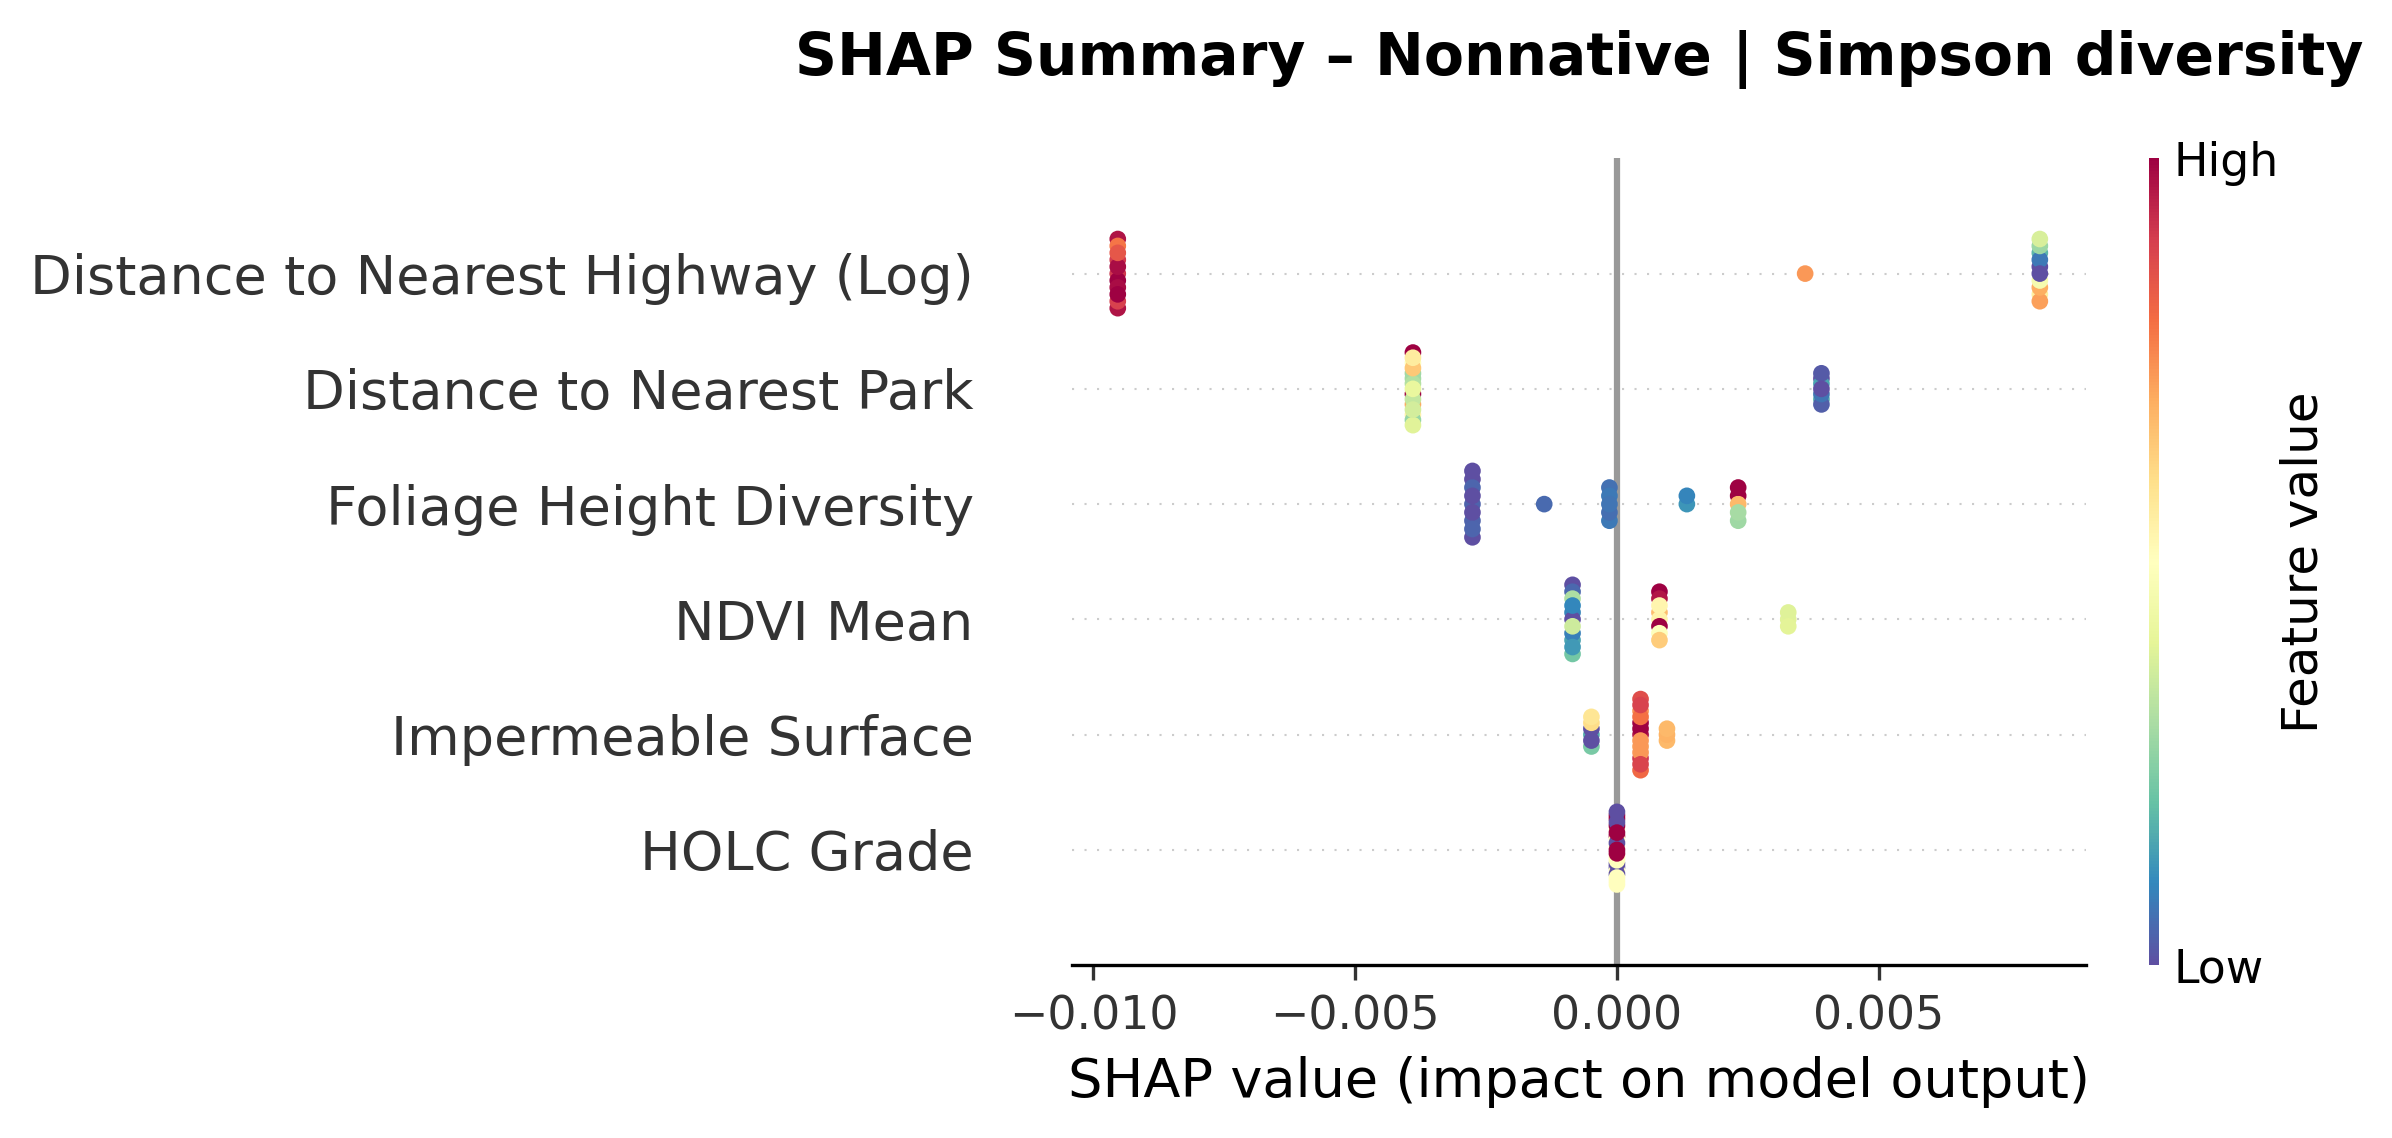 SHAP Summary – Nonnative | Simpson diversity
High
Distance to Nearest Highway (Log)
Distance to Nearest Park
Foliage Height Diversity
NDVI Mean
Impermeable Surface
HOLC Grade
Feature value
Low
−0.010 −0.005 0.000 0.005
SHAP value (impact on model output)